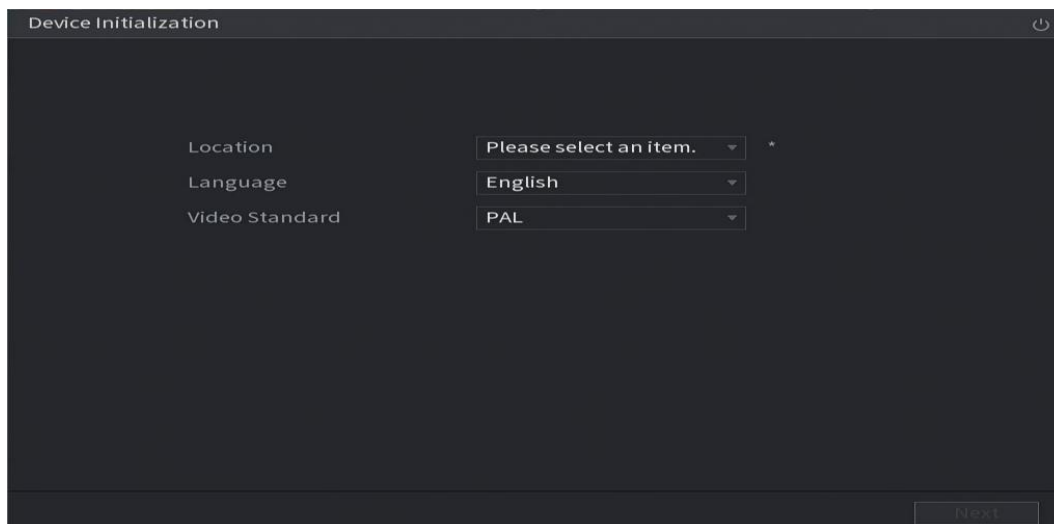 Device Initialization
Location Please select an item. *
Language English
Video Standard PAL
Next